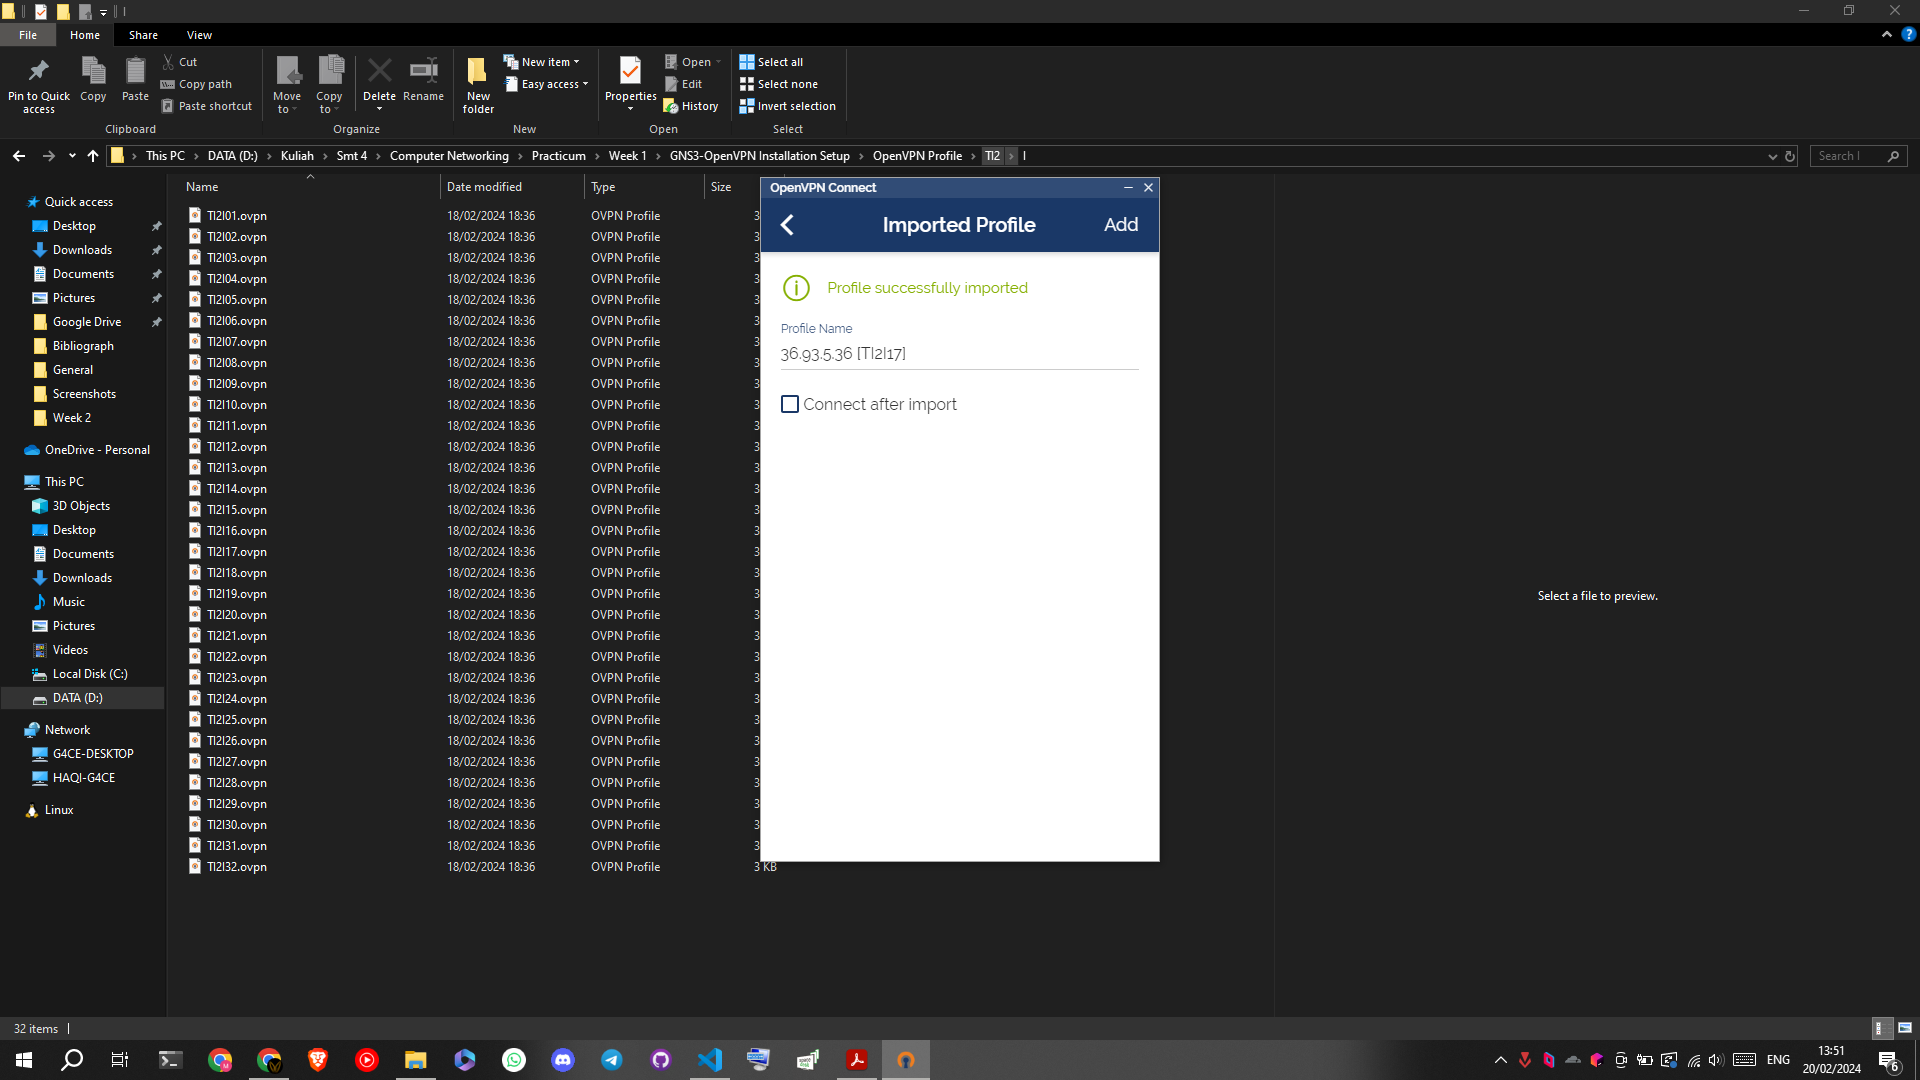 File Home Share View
Pin to Quick access
Copy
Paste
Cut
Copy path
Paste shortcut
Clipboard
Move to
Copy to
Delete
Rename
Organize
New folder
New item
Easy access
New
Properties
Open
Edit
History
Open
Select all
Select none
Invert selection
Select
This PC > DATA (D:) > Kuliah > Smt 4 > Computer Networking > Practicum > Week 1 > GNS3-OpenVPN Installation Setup > OpenVPN Profile > TI2 > I
Search I
Quick access
Desktop
Downloads
Documents
Pictures
Google Drive
Bibliograph
General
Screenshots
Week 2
OneDrive - Personal
This PC
3D Objects
Desktop
Documents
Downloads
Music
Pictures
Videos
Local Disk (C:)
DATA (D:)
Network
G4CE-DESKTOP
HAQI-G4CE
Linux
Name Date modified Type Size
TI2I01.ovpn 18/02/2024 18:36 OVPN Profile 3
TI2I02.ovpn 18/02/2024 18:36 OVPN Profile 3
TI2I03.ovpn 18/02/2024 18:36 OVPN Profile 3
TI2I04.ovpn 18/02/2024 18:36 OVPN Profile 3
TI2I05.ovpn 18/02/2024 18:36 OVPN Profile 3
TI2I06.ovpn 18/02/2024 18:36 OVPN Profile 3
TI2I07.ovpn 18/02/2024 18:36 OVPN Profile 3
TI2I08.ovpn 18/02/2024 18:36 OVPN Profile 3
TI2I09.ovpn 18/02/2024 18:36 OVPN Profile 3
TI2I10.ovpn 18/02/2024 18:36 OVPN Profile 3
TI2I11.ovpn 18/02/2024 18:36 OVPN Profile 3
TI2I12.ovpn 18/02/2024 18:36 OVPN Profile 3
TI2I13.ovpn 18/02/2024 18:36 OVPN Profile 3
TI2I14.ovpn 18/02/2024 18:36 OVPN Profile 3
TI2I15.ovpn 18/02/2024 18:36 OVPN Profile 3
TI2I16.ovpn 18/02/2024 18:36 OVPN Profile 3
TI2I17.ovpn 18/02/2024 18:36 OVPN Profile 3
TI2I18.ovpn 18/02/2024 18:36 OVPN Profile 3
TI2I19.ovpn 18/02/2024 18:36 OVPN Profile 3
TI2I20.ovpn 18/02/2024 18:36 OVPN Profile 3
TI2I21.ovpn 18/02/2024 18:36 OVPN Profile 3
TI2I22.ovpn 18/02/2024 18:36 OVPN Profile 3
TI2I23.ovpn 18/02/2024 18:36 OVPN Profile 3
TI2I24.ovpn 18/02/2024 18:36 OVPN Profile 3
TI2I25.ovpn 18/02/2024 18:36 OVPN Profile 3
TI2I26.ovpn 18/02/2024 18:36 OVPN Profile 3
TI2I27.ovpn 18/02/2024 18:36 OVPN Profile 3
TI2I28.ovpn 18/02/2024 18:36 OVPN Profile 3
TI2I29.ovpn 18/02/2024 18:36 OVPN Profile 3
TI2I30.ovpn 18/02/2024 18:36 OVPN Profile 3
TI2I31.ovpn 18/02/2024 18:36 OVPN Profile 3
TI2I32.ovpn 18/02/2024 18:36 OVPN Profile 3 KB
OpenVPN Connect
Imported Profile Add
Profile successfully imported
Profile Name
36.93.5.36 [TI2I17]
Connect after import
Select a file to preview.
32 items
ENG
13:51
20/02/2024
6